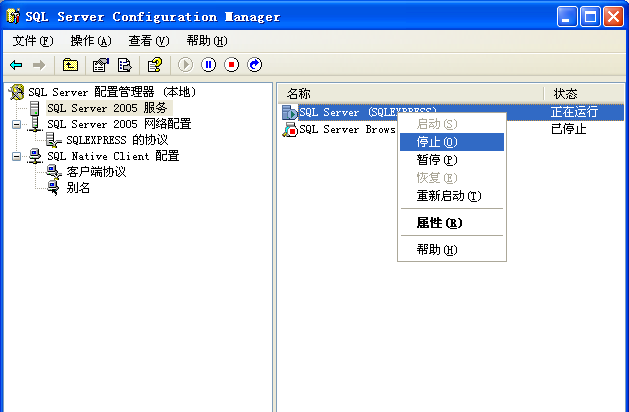 SQL Server Configuration Manager
文件(F) 操作(A) 查看(V) 帮助(H)
SQL Server 配置管理器 (本地)
SQL Server 2005 服务
SQL Server 2005 网络配置
SQLEXPRESS 的协议
SQL Native Client 配置
客户端协议
别名
名称 状态
SQL Server (SQLEXPRESS) 正在运行
SQL Server Brows 已停止
启动(S)
停止(O)
暂停(P)
恢复(E)
重新启动(T)
属性(R)
帮助(H)